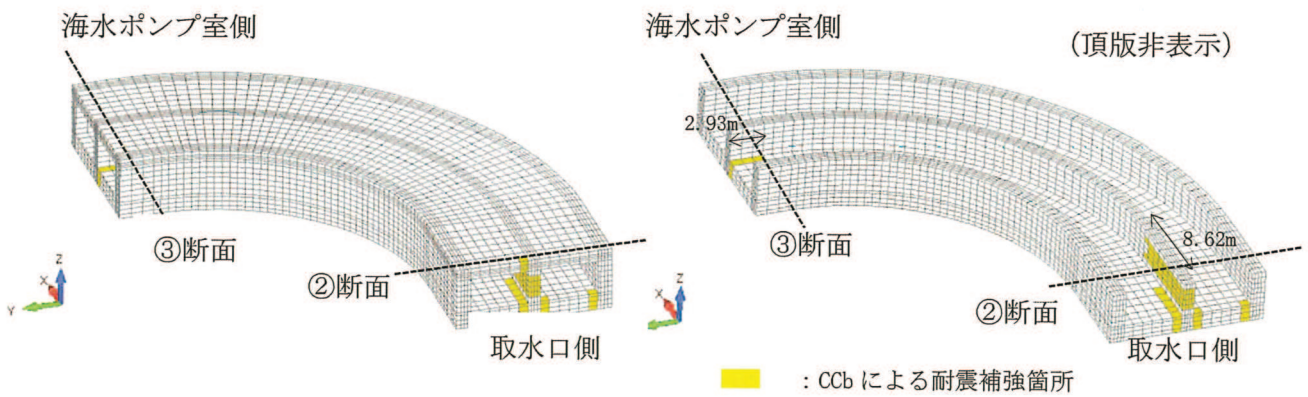 海水ポンプ室側
③断面
②断面
取水口側
Z
X
Y
海水ポンプ室側
(頂版非表示)
2.93m
8.62m
③断面
②断面
取水口側
Z
X
：CCb による耐震補強箇所